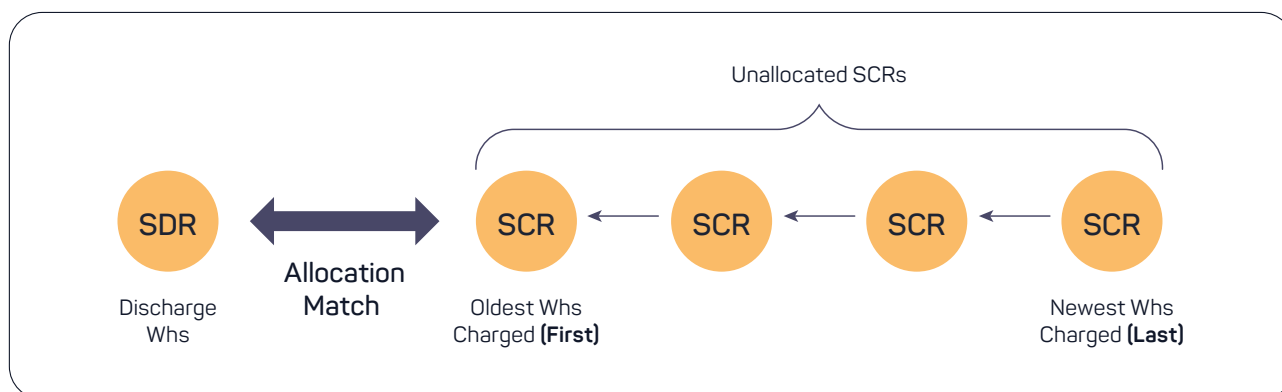 Unallocated SCRs
SDR
SCR
SCR
SCR
SCR
Allocation
Match
Discharge
Whs
Oldest Whs
Charged (First)
Newest Whs
Charged (Last)